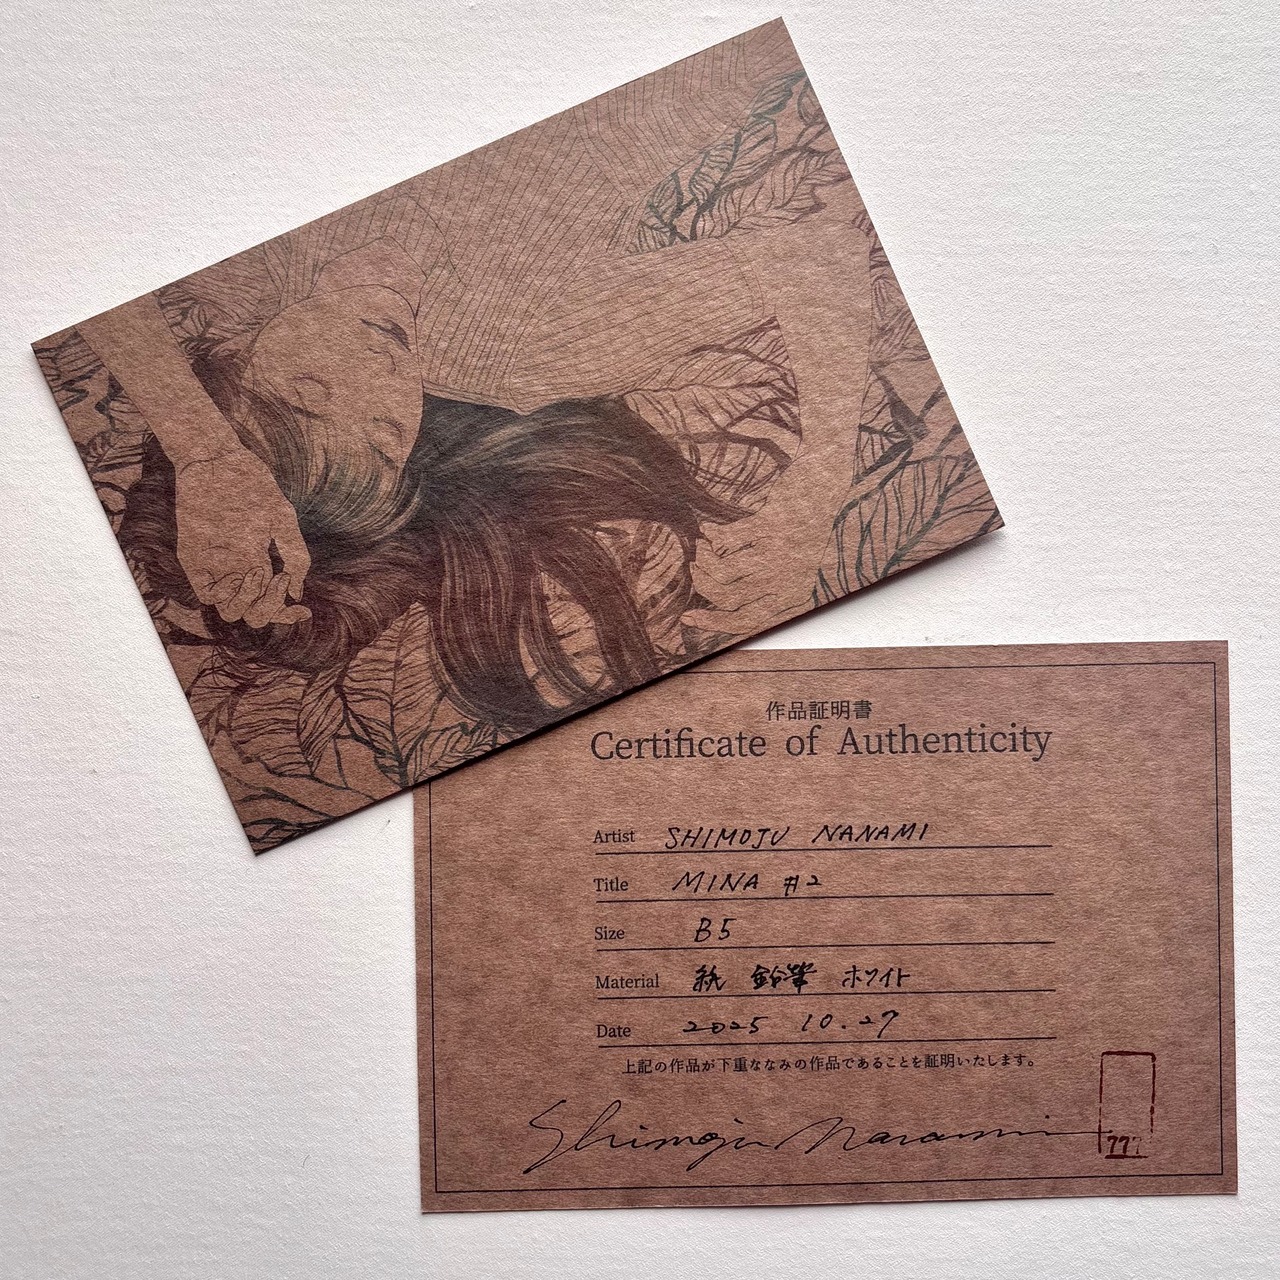 作品証明書
Certificate of Authenticity
Artist SHIMOJU NANAMI
Title MINA #2
Size B5
Material 紙 鉛筆 ホワイト
Date 2025 10.27
上記の作品が下重ななみの作品であることを証明いたします。
Shimoju Nanami
777